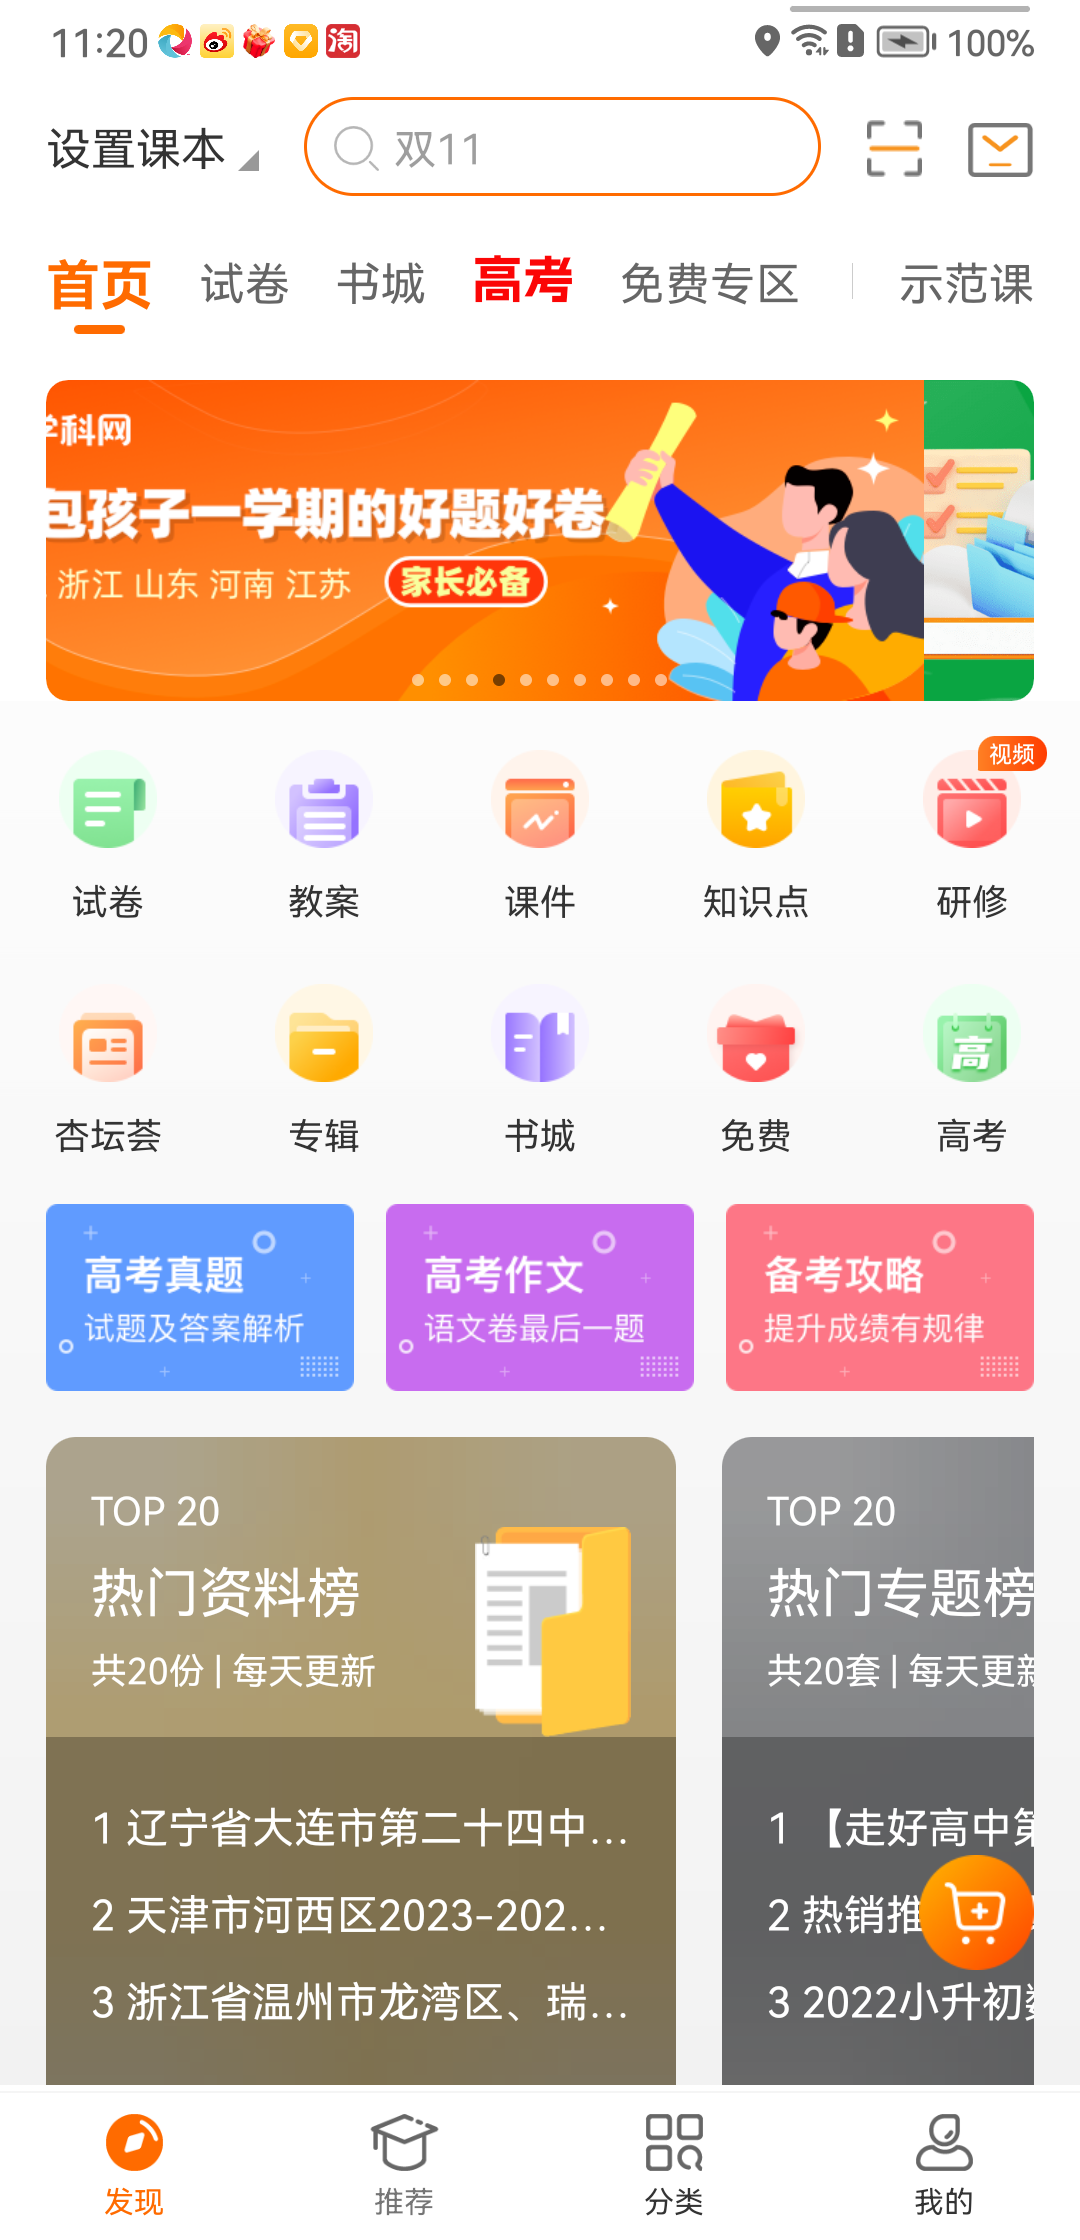 11:20 淘 100%
设置课本 双11
首页 试卷 书城 高考 免费专区 示范课
科网
包孩子一学期的好题好卷
浙江 山东 河南 江苏 家长必备
视频
试卷 教案 课件 知识点 研修
高
杏坛荟 专辑 书城 免费 高考
高考真题 高考作文 备考攻略
试题及答案解析 语文卷最后一题 提升成绩有规律
TOP 20
热门资料榜
共20份 | 每天更新
1 辽宁省大连市第二十四中...
2 天津市河西区2023-202...
3 浙江省温州市龙湾区、瑞...
TOP 20
热门专题榜
共20套 | 每天更新
1 【走好高中第
2 热销推
3 2022小升初数
发现 推荐 分类 我的